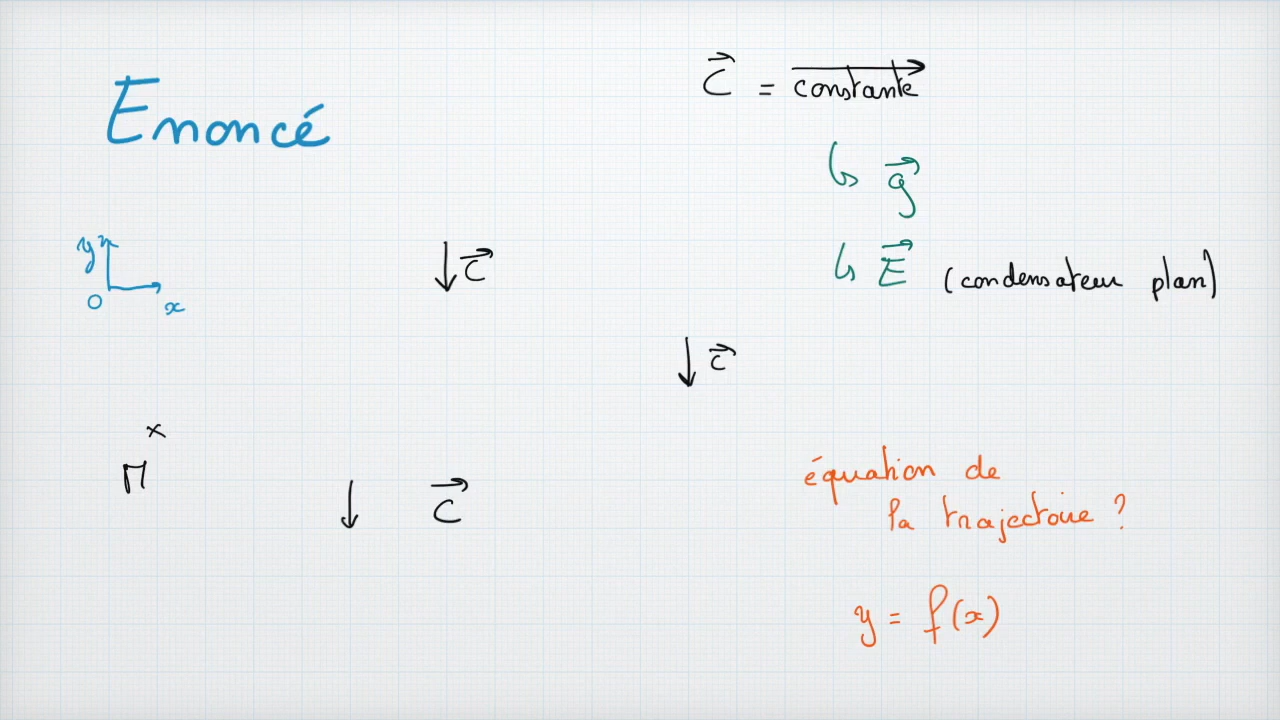 Enoncé
C⃗ = constante
↳ g⃗
↳ E⃗ (condensateur plan)
y
O x
↓ C⃗
↓ C⃗
x
M
↓ C⃗
équation de
la trajectoire ?
y = f(x)